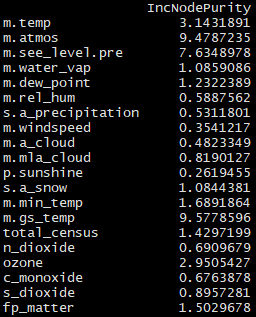 IncNodePurity
m.temp 3.1431891
m.atmos 9.4787235
m.see_level.pre 7.6348978
m.water_vap 1.0859086
m.dew_point 1.2322389
m.rel_hum 0.5887562
s.a_precipitation 0.5311801
m.windspeed 0.3541217
m.a_cloud 0.4823349
m.mla_cloud 0.8190127
p.sunshine 0.2619455
s.a_snow 1.0844381
m.min_temp 1.6891864
m.gs_temp 9.5778596
total_census 1.4297199
n_dioxide 0.6909679
ozone 2.9505427
c_monoxide 0.6763878
s_dioxide 0.8957281
fp_matter 1.5029678